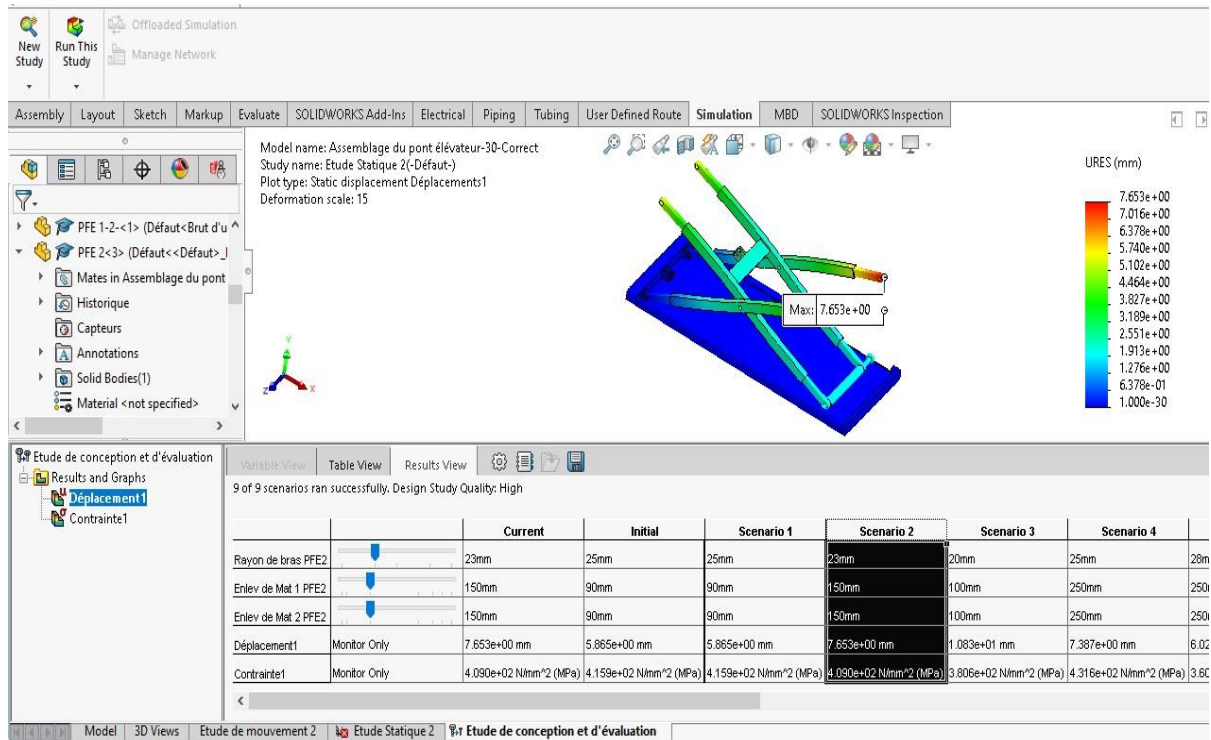 New Study
Run This Study
Offloaded Simulation
Manage Network
Assembly Layout Sketch Markup Evaluate SOLIDWORKS Add-Ins Electrical Piping Tubing User Defined Route Simulation MBD SOLIDWORKS Inspection
Model name: Assemblage du pont élévateur-30-Correct
Study name: Etude Statique 2(-Défaut-)
Plot type: Static displacement Déplacements1
Deformation scale: 15
PFE 1-2-<1> (Défaut<Brut d'u
PFE 2<3> (Défaut<<Défaut>_
Mates in Assemblage du pont
Historique
Capteurs
Annotations
Solid Bodies(1)
Material <not specified>
Y
Z
X
Max: 7.653e+00
URES (mm)
7.653e+00
7.016e+00
6.378e+00
5.740e+00
5.102e+00
4.464e+00
3.827e+00
3.189e+00
2.551e+00
1.913e+00
1.276e+00
6.378e-01
1.000e-30
Etude de conception et d'évaluation
Results and Graphs
Déplacement1
Contrainte1
Variable View Table View Results View
9 of 9 scenarios ran successfully. Design Study Quality: High
Current Initial Scenario 1 Scenario 2 Scenario 3 Scenario 4
Rayon de bras PFE2 23mm 25mm 25mm 23mm 20mm 25mm 28m
Enlev de Mat 1 PFE2 150mm 90mm 90mm 150mm 100mm 250mm 250
Enlev de Mat 2 PFE2 150mm 90mm 90mm 150mm 100mm 250mm 250
Déplacement1 Monitor Only 7.653e+00 mm 5.865e+00 mm 5.865e+00 mm 7.653e+00 mm 1.083e+01 mm 7.387e+00 mm 6.02
Contrainte1 Monitor Only 4.090e+02 N/mm^2 (MPa) 4.159e+02 N/mm^2 (MPa) 4.159e+02 N/mm^2 (MPa) 4.090e+02 N/mm^2 (MPa) 3.806e+02 N/mm^2 (MPa) 4.316e+02 N/mm^2 (MPa) 3.60
Model 3D Views Etude de mouvement 2 Etude Statique 2 Etude de conception et d'évaluation